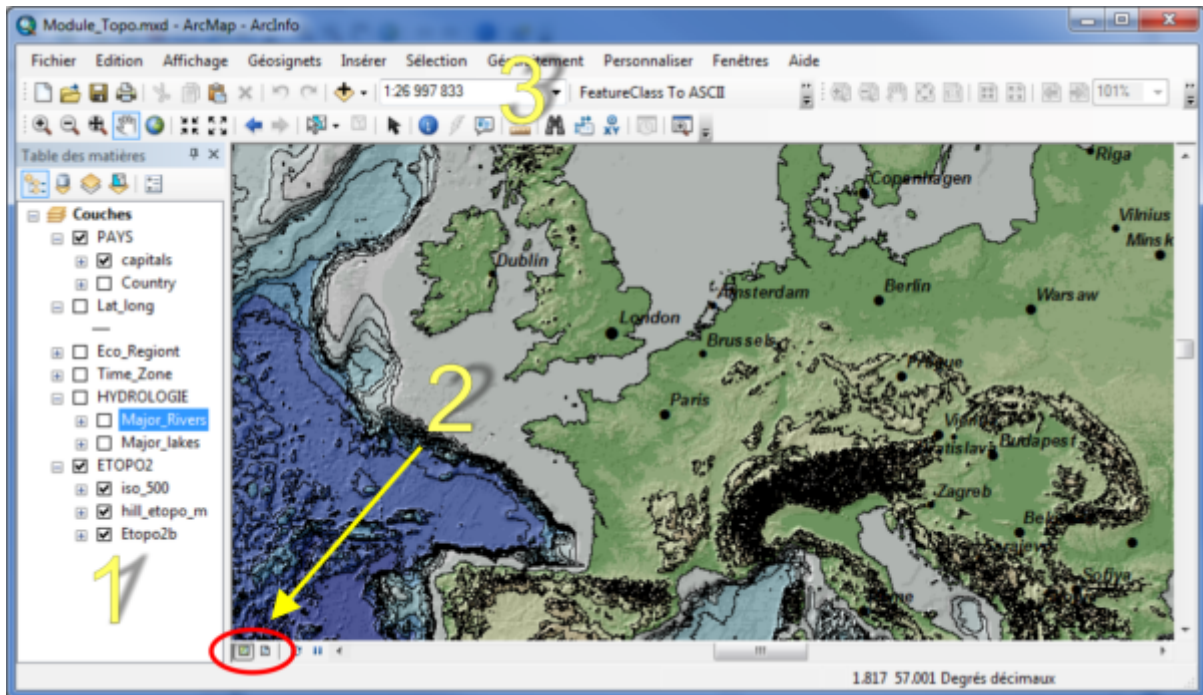 Module_Topo.mxd - ArcMap - ArcInfo
Fichier Edition Affichage Géosignets Insérer Sélection Géotraitement Personnaliser Fenêtres Aide
1:26 997 833
FeatureClass To ASCII
101%
3
Table des matières
Couches
PAYS
capitals
Country
Lat_long
Eco_Regiont
Time_Zone
HYDROLOGIE
Major_Rivers
Major_lakes
ETOPO2
iso_500
hill_etopo_m
Etopo2b
1
2
Riga
Copenhagen
Vilnius
Minsk
Dublin
Berlin
Amsterdam
Warsaw
London
Brussels
Paris
Budapest
Zagreb
Sofiya
1.817 57.001 Degrés décimaux